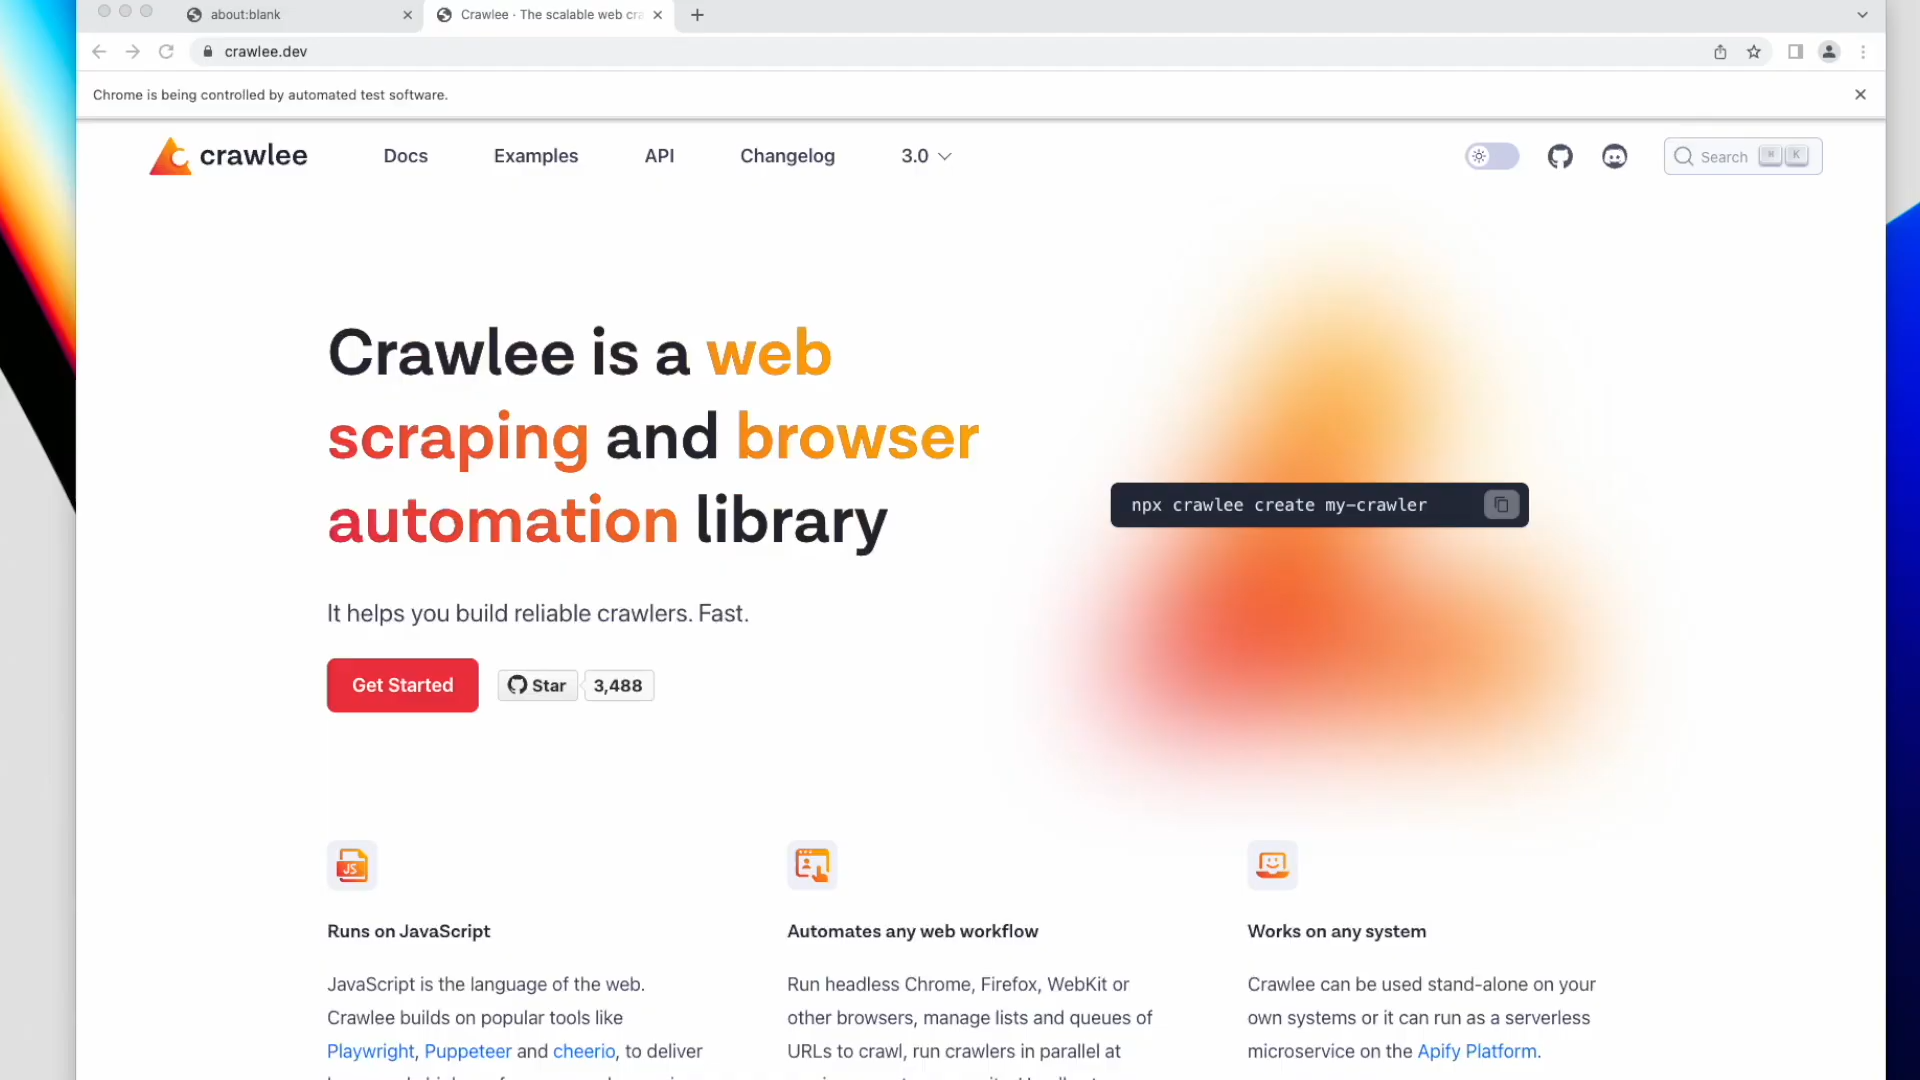 about:blank
Crawlee · The scalable web cra
crawlee.dev
Chrome is being controlled by automated test software.
crawlee Docs Examples API Changelog 3.0 Search ⌘ K
Crawlee is a web
scraping and browser
automation library
npx crawlee create my-crawler
It helps you build reliable crawlers. Fast.
Get Started Star 3,488
JS
Runs on JavaScript
JavaScript is the language of the web.
Crawlee builds on popular tools like
Playwright, Puppeteer and cheerio, to deliver
Automates any web workflow
Run headless Chrome, Firefox, WebKit or
other browsers, manage lists and queues of
URLs to crawl, run crawlers in parallel at
Works on any system
Crawlee can be used stand-alone on your
own systems or it can run as a serverless
microservice on the Apify Platform.